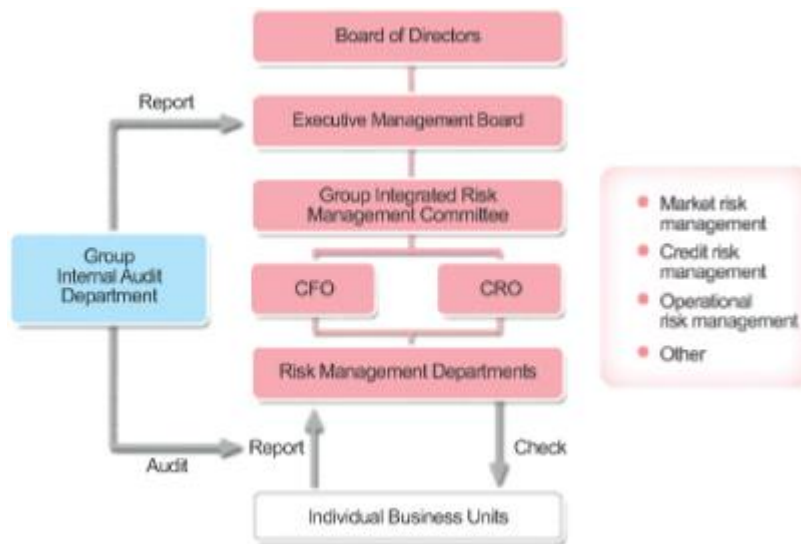 Board of Directors
Report
Executive Management Board
Group Integrated Risk
Management Committee
Group
Internal Audit
Department
CFO
CRO
Market risk
management
Credit risk
management
Operational
risk management
Other
Risk Management Departments
Audit
Report
Check
Individual Business Units